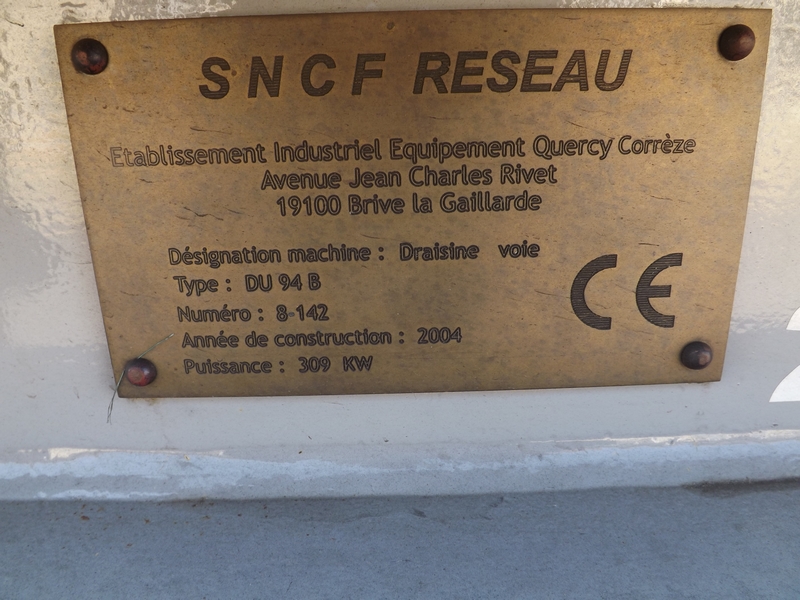 SNCF RESEAU
Etablissement Industriel Equipement Quercy Corrèze
Avenue Jean Charles Rivet
19100 Brive la Gaillarde
Désignation machine : Draisine voie
Type : DU 94 B
Numéro : 8-142
Année de construction : 2004
Puissance : 309 KW
CE